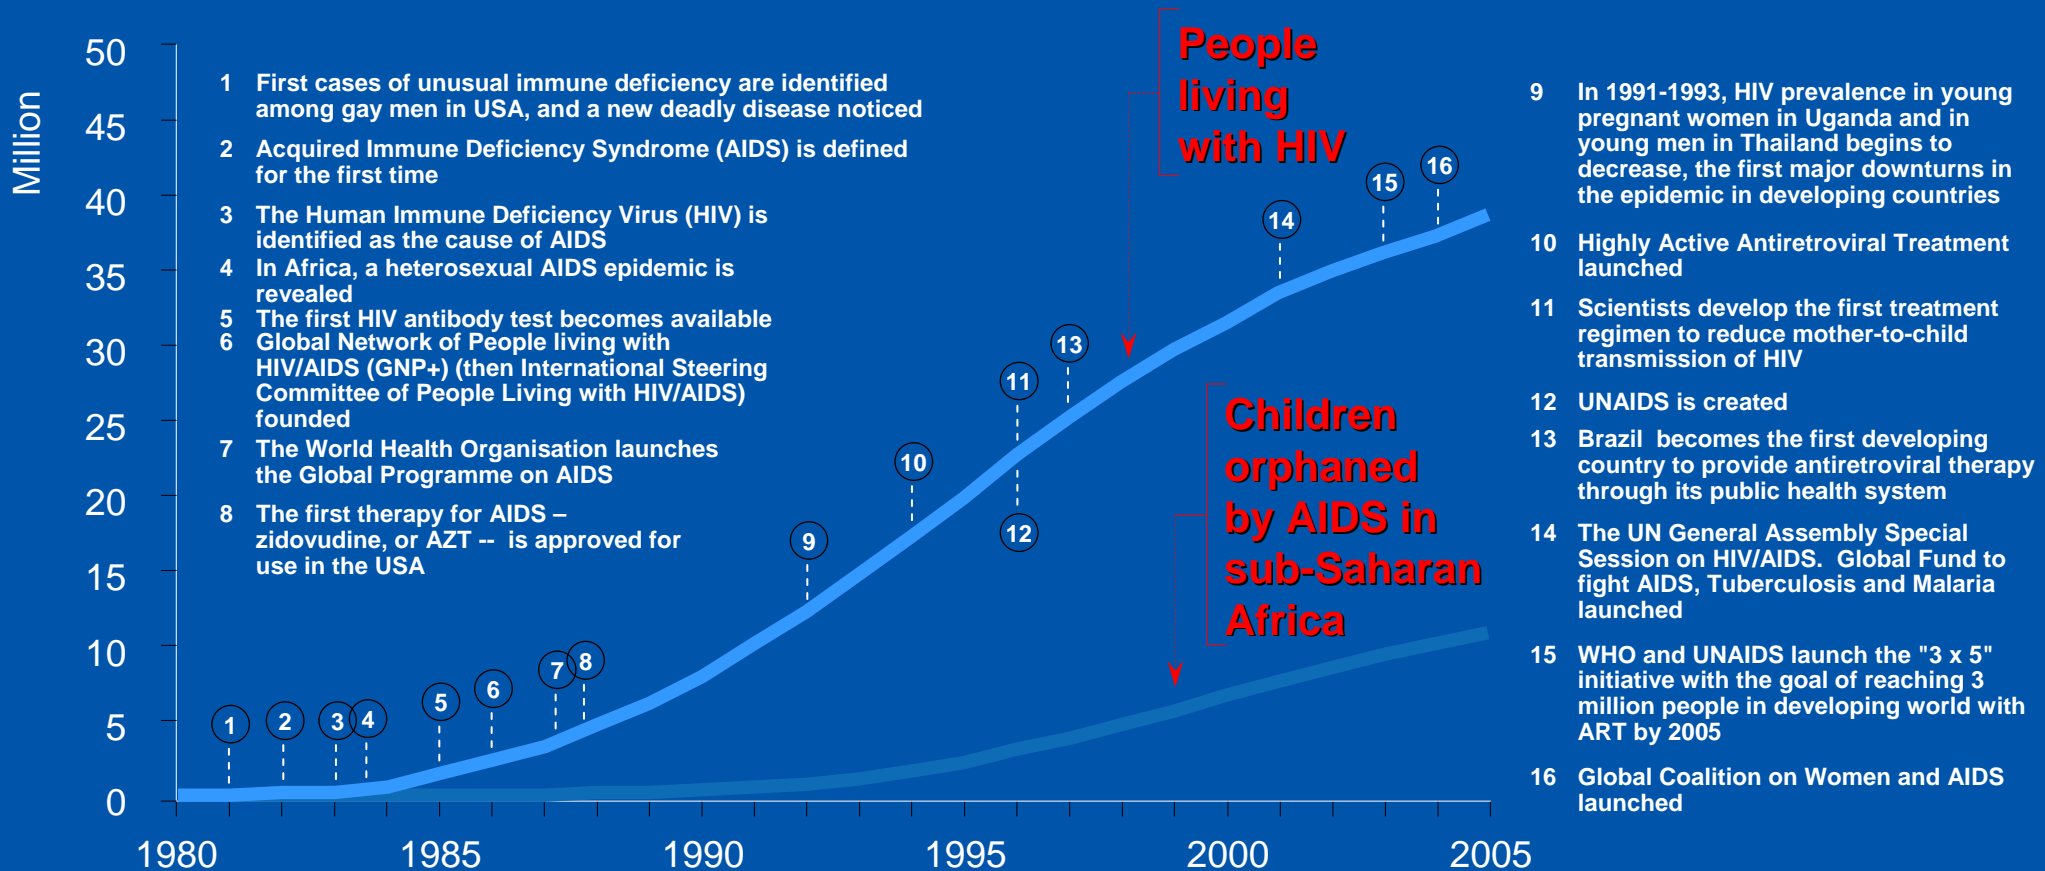 Million
50
45
40
35
30
25
20
15
10
5
0
1980
1985
1990
1995
2000
2005
1 First cases of unusual immune deficiency are identified
among gay men in USA, and a new deadly disease noticed
2 Acquired Immune Deficiency Syndrome (AIDS) is defined
for the first time
3 The Human Immune Deficiency Virus (HIV) is
identified as the cause of AIDS
4 In Africa, a heterosexual AIDS epidemic is
revealed
5 The first HIV antibody test becomes available
6 Global Network of People living with
HIV/AIDS (GNP+) (then International Steering
Committee of People Living with HIV/AIDS)
founded
7 The World Health Organisation launches
the Global Programme on AIDS
8 The first therapy for AIDS –
zidovudine, or AZT -- is approved for
use in the USA
People
living
with HIV
Children
orphaned
by AIDS in
sub-Saharan
Africa
1
2
3
4
5
6
7
8
9
10
11
12
13
14
15
16
9 In 1991-1993, HIV prevalence in young
pregnant women in Uganda and in
young men in Thailand begins to
decrease, the first major downturns in
the epidemic in developing countries
10 Highly Active Antiretroviral Treatment
launched
11 Scientists develop the first treatment
regimen to reduce mother-to-child
transmission of HIV
12 UNAIDS is created
13 Brazil becomes the first developing
country to provide antiretroviral therapy
through its public health system
14 The UN General Assembly Special
Session on HIV/AIDS. Global Fund to
fight AIDS, Tuberculosis and Malaria
launched
15 WHO and UNAIDS launch the "3 x 5"
initiative with the goal of reaching 3
million people in developing world with
ART by 2005
16 Global Coalition on Women and AIDS
launched